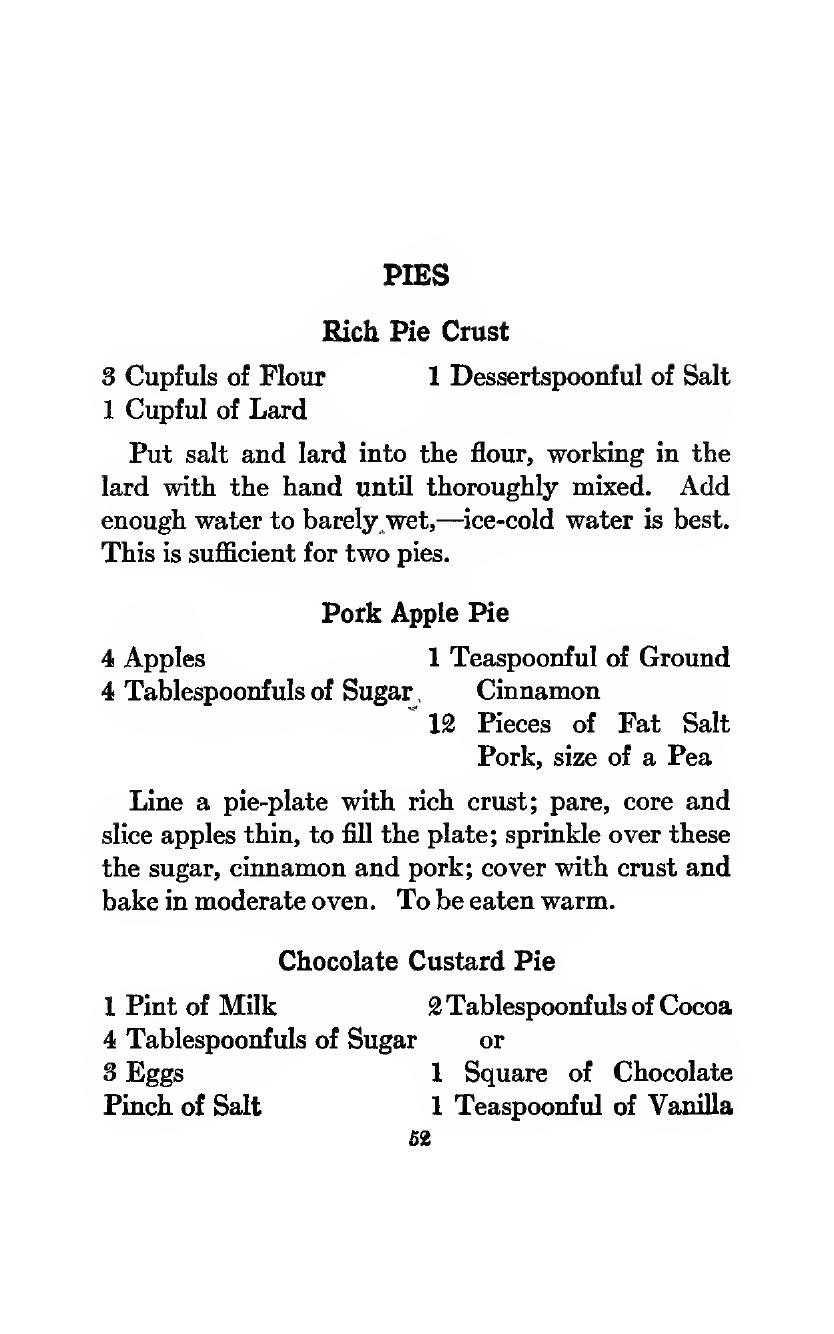 PIES
Rich Pie Crust
3 Cupfuls of Flour
1 Cupful of Lard
1 Dessertspoonful of Salt
Put salt and lard into the flour, working in the
lard with the hand until thoroughly mixed. Add
enough water to barely wet,—ice-cold water is best.
This is sufficient for two pies.
Pork Apple Pie
4 Apples
4 Tablespoonfuls of Sugar
1 Teaspoonful of Ground
Cinnamon
12 Pieces of Fat Salt
Pork, size of a Pea
Line a pie-plate with rich crust; pare, core and
slice apples thin, to fill the plate; sprinkle over these
the sugar, cinnamon and pork; cover with crust and
bake in moderate oven. To be eaten warm.
Chocolate Custard Pie
1 Pint of Milk
4 Tablespoonfuls of Sugar
3 Eggs
Pinch of Salt
2 Tablespoonfuls of Cocoa
or
1 Square of Chocolate
1 Teaspoonful of Vanilla
52